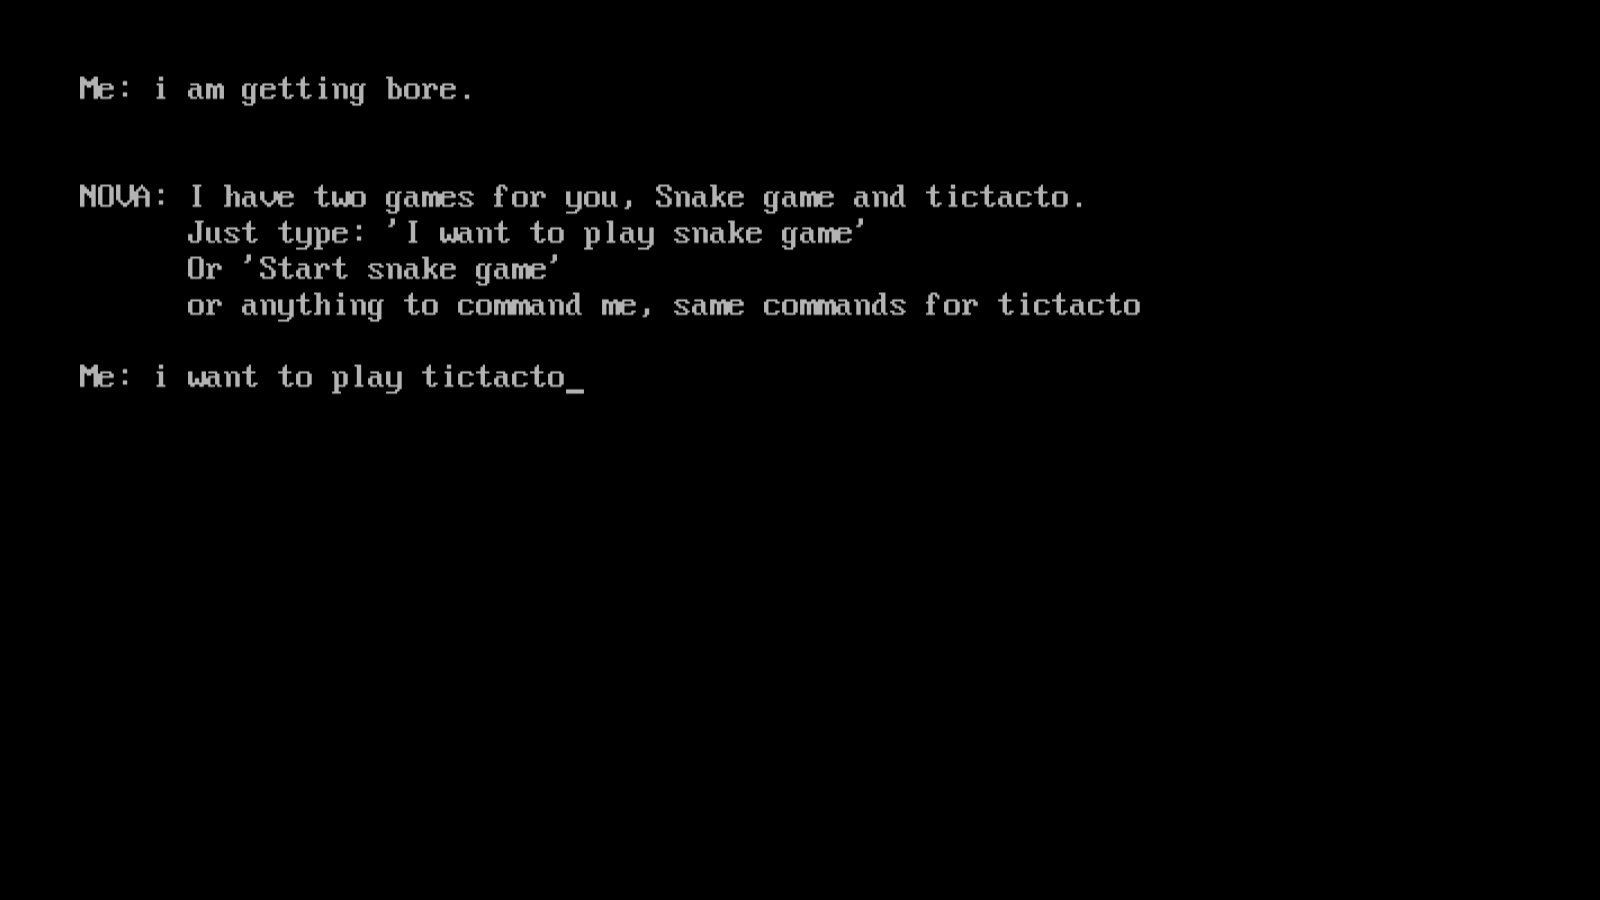 Me: i am getting bore.
NOVA: I have two games for you, Snake game and tictacto.
Just type: 'I want to play snake game'
Or 'Start snake game'
or anything to command me, same commands for tictacto
Me: i want to play tictacto_